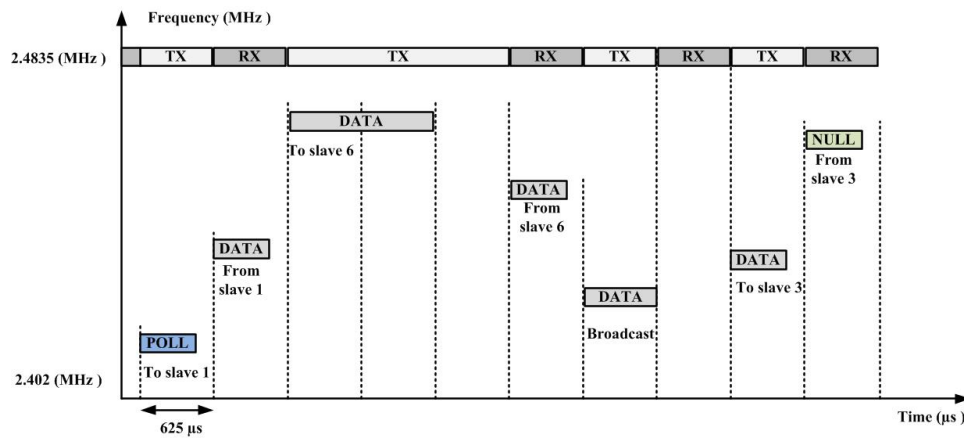 Frequency (MHz )
2.4835 (MHz )
TX RX TX RX TX RX TX RX
DATA
To slave 6
NULL
From
slave 3
DATA
From
slave 6
DATA
From
slave 1
DATA
To slave 3
DATA
Broadcast
POLL
To slave 1
2.402 (MHz )
625 µs
Time (µs )